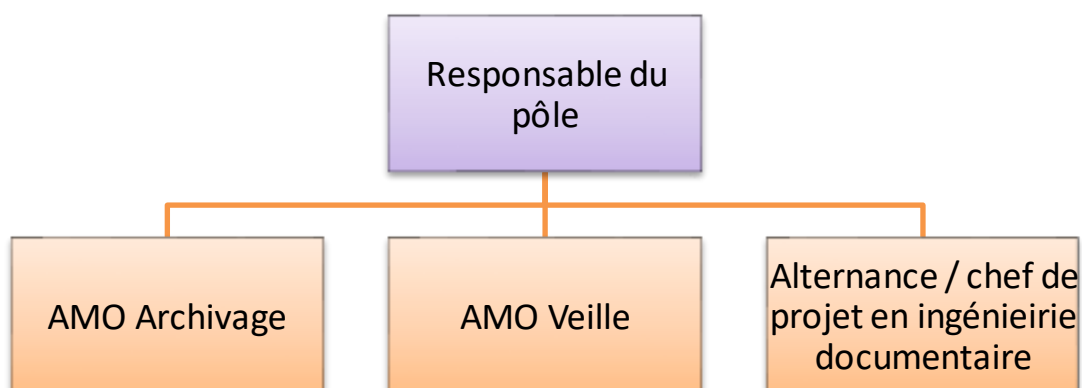 Responsable du
pôle
AMO Archivage
AMO Veille
Alternance / chef de
projet en ingénieirie
documentaire